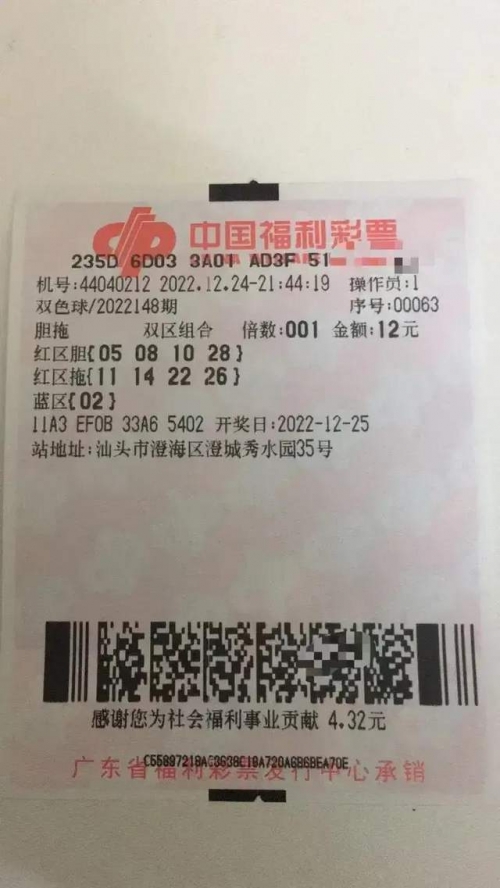 中国福利彩票
235D 6D03 3A01 AD3F 51
机号:44040212 2022.12.24-21:44:19 操作员:1
双色球/2022148期 序号:00063
胆拖 双区组合 倍数:001 金额:12元
红区胆{05 08 10 28}
红区拖{11 14 22 26}
蓝区{02}
11A3 EF0B 33A6 5402 开奖日:2022-12-25
站地址:汕头市澄海区澄城秀水园35号
感谢您为社会福利事业贡献 4.32元
广东省福利彩票发行中心承销